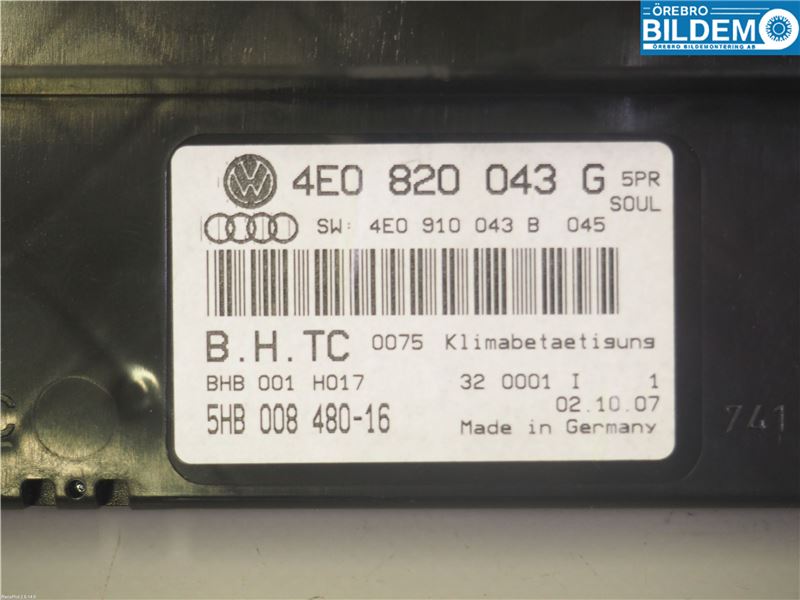 ÖREBRO
BILDEMO
ÖREBRO BILDEMONTERING AB
4E0 820 043 G 5PR
SOUL
SW: 4E0 910 043 B 045
B.H.TC 0075 Klimabetaetigung
BHB 001 H017 32 0001 I 1
02.10.07
5HB 008 480-16 Made in Germany
741